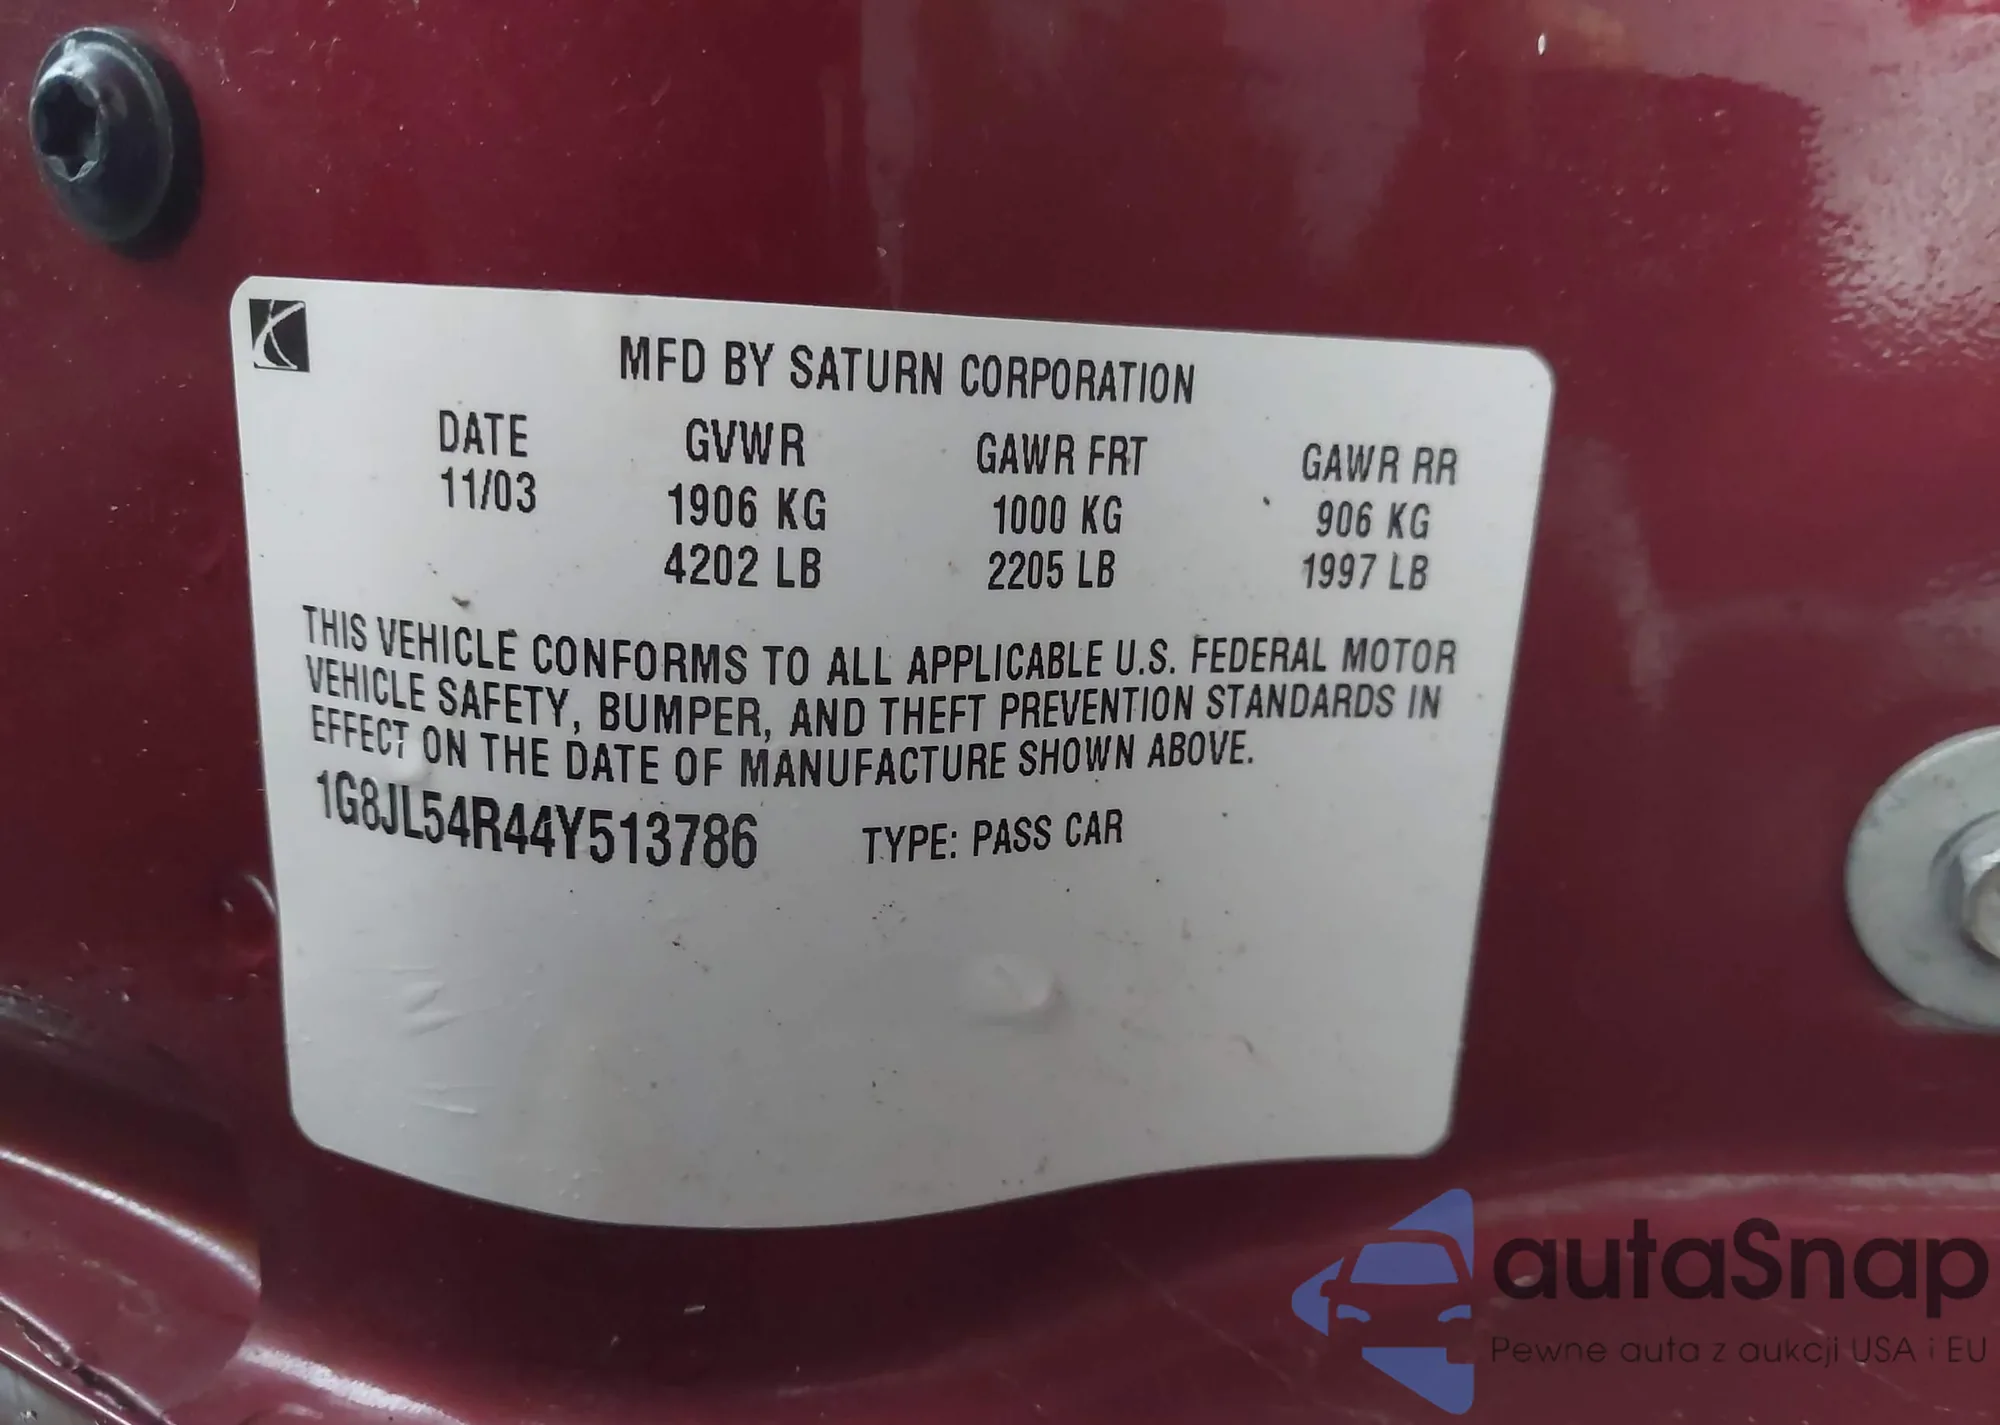 MFD BY SATURN CORPORATION
DATE GVWR GAWR FRT GAWR RR
11/03 1906 KG 1000 KG 906 KG
4202 LB 2205 LB 1997 LB
THIS VEHICLE CONFORMS TO ALL APPLICABLE U.S. FEDERAL MOTOR
VEHICLE SAFETY, BUMPER, AND THEFT PREVENTION STANDARDS IN
EFFECT ON THE DATE OF MANUFACTURE SHOWN ABOVE.
1G8JL54R44Y513786 TYPE: PASS CAR
autaSnap
Pewne auta z aukcji USA i EU